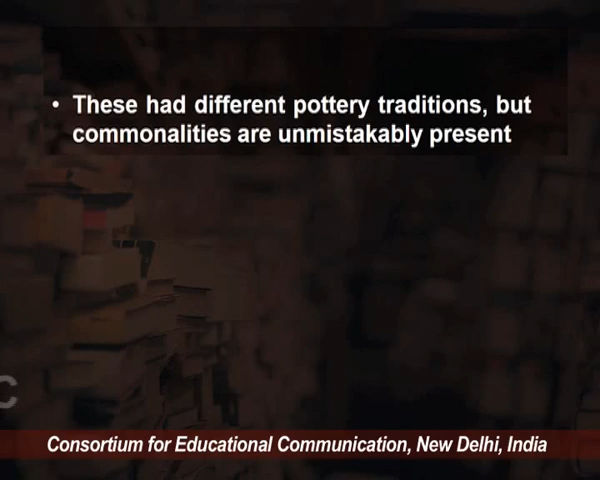 • These had different pottery traditions, but
commonalities are unmistakably present
C
Consortium for Educational Communication, New Delhi, India